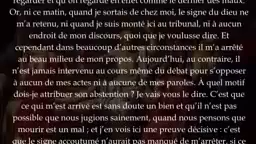 regarder et qu'on regarde en effet comme le dernier des maux.
Or, ni ce matin, quand je sortais de chez moi, le signe du dieu ne
m'a retenu, ni quand je suis monté ici au tribunal, ni à aucun
endroit de mon discours, quoi que je voulusse dire. Et
cependant dans beaucoup d'autres circonstances il m'a arrêté
au beau milieu de mon propos. Aujourd'hui, au contraire, il
n'est jamais intervenu au cours même du débat pour s'opposer
à aucun de mes actes ni à aucune de mes paroles. À quel motif
dois-je attribuer son abstention ? Je vais vous le dire. C'est que
ce qui m'est arrivé est sans doute un bien et qu'il n'est pas
possible que nous jugions sainement, quand nous pensons que
mourir est un mal ; et j'en vois ici une preuve décisive : c'est
que le signe accoutumé n'aurait pas manqué de m'arrêter, si ce